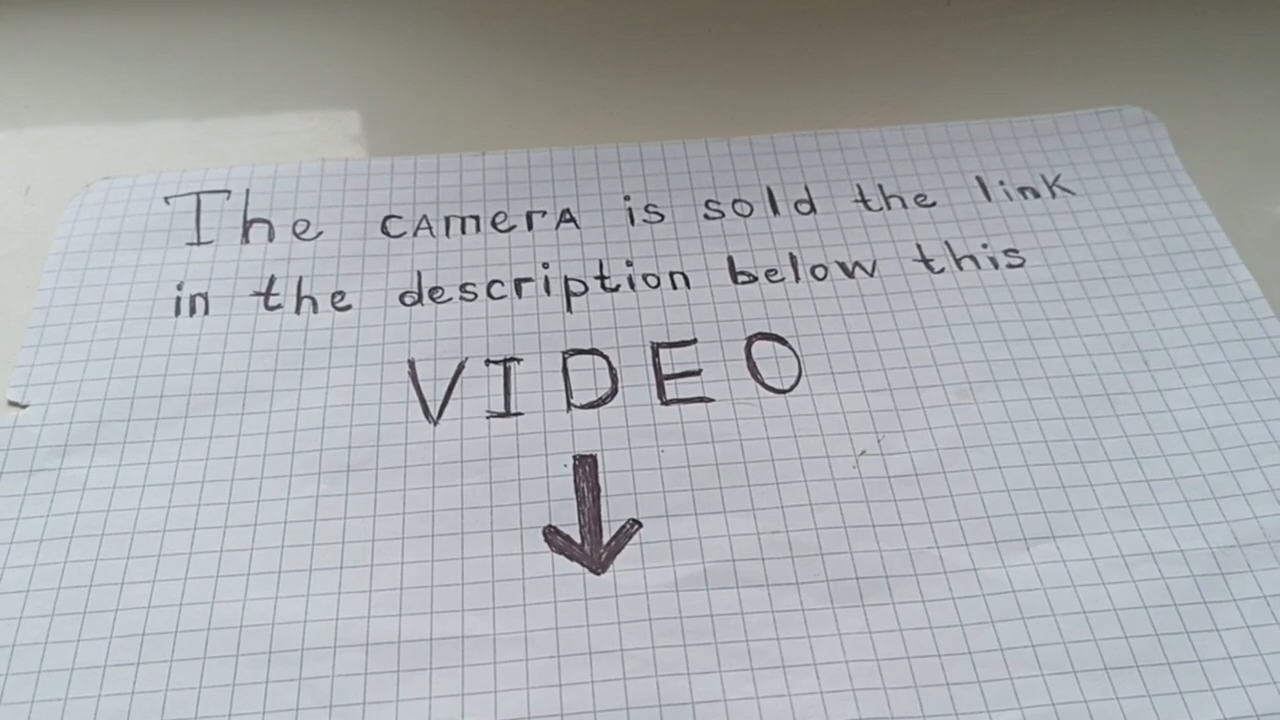 The camera is sold the link
in the description below this
VIDEO